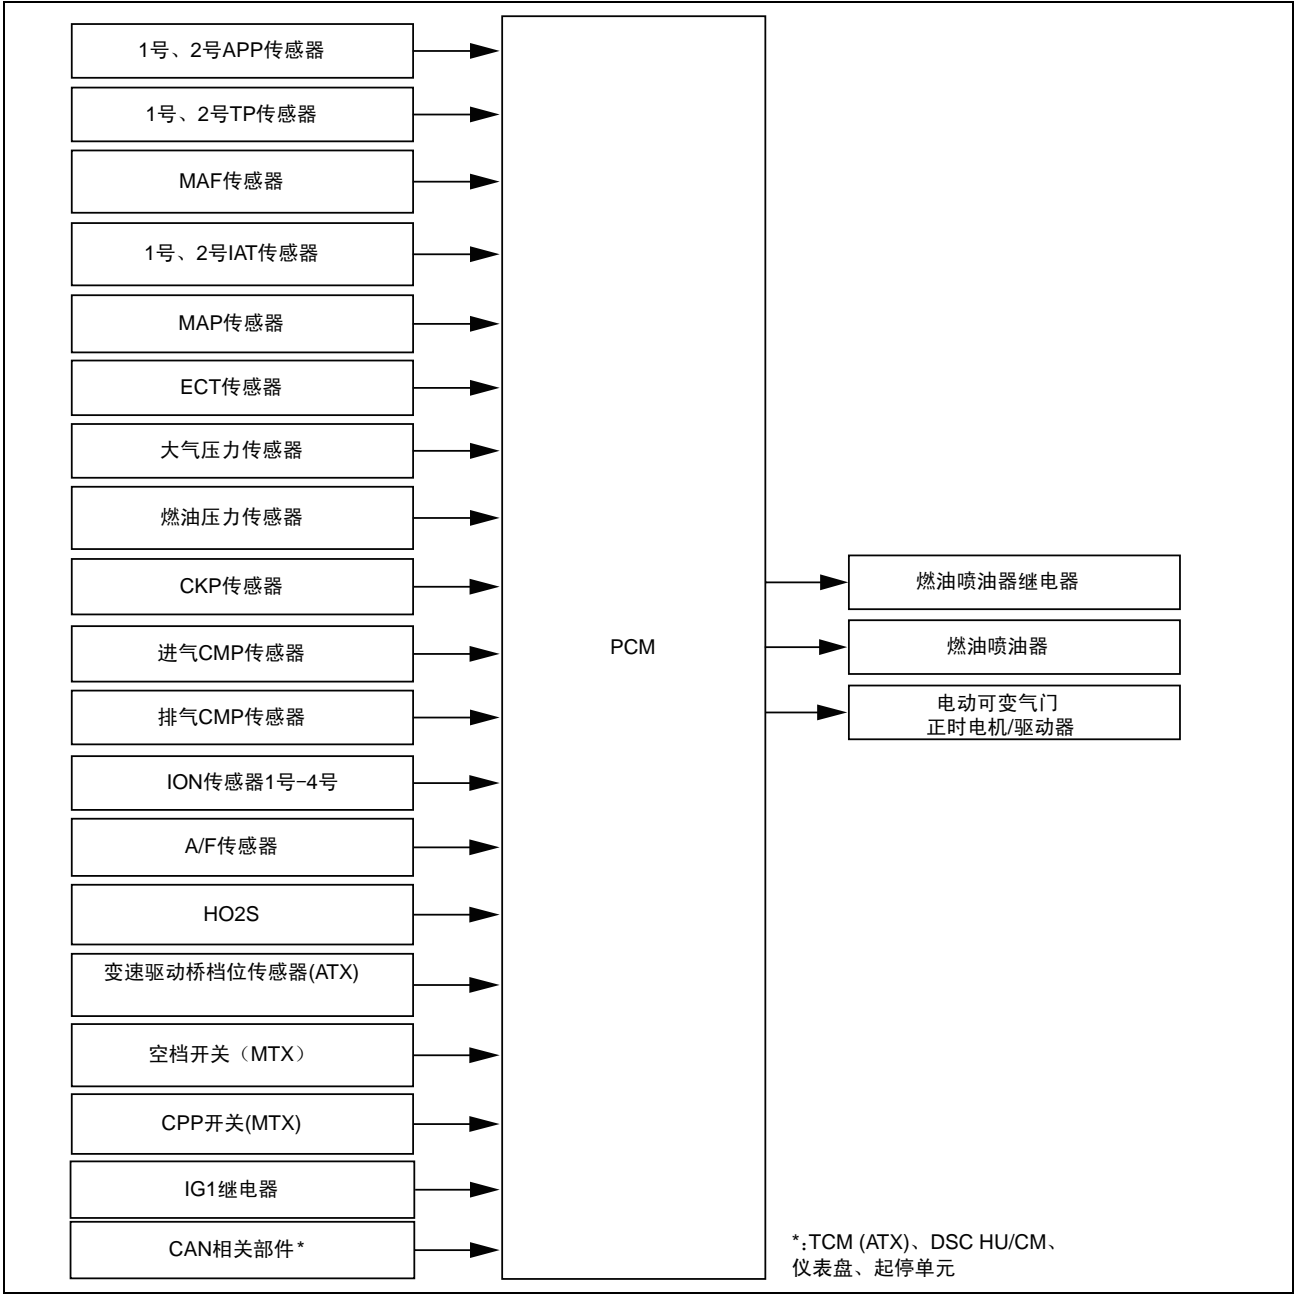 1号、2号APP传感器
1号、2号TP传感器
MAF传感器
1号、2号IAT传感器
MAP传感器
ECT传感器
大气压力传感器
燃油压力传感器
CKP传感器
进气CMP传感器
排气CMP传感器
ION传感器1号-4号
A/F传感器
HO2S
变速驱动桥档位传感器(ATX)
空档开关（MTX）
CPP开关(MTX)
IG1继电器
CAN相关部件*
PCM
燃油喷油器继电器
燃油喷油器
电动可变气门
正时电机/驱动器
*:TCM (ATX)、DSC HU/CM、
仪表盘、起停单元